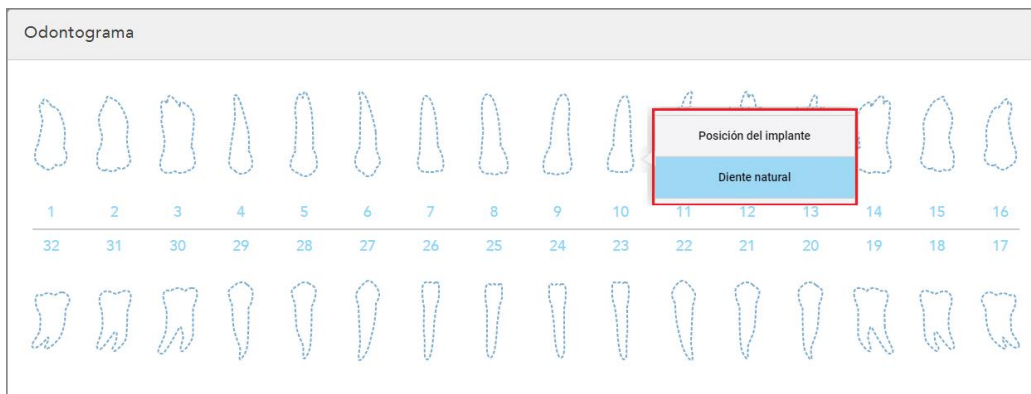 Odontograma
Posición del implante
Diente natural
1 2 3 4 5 6 7 8 9 10 11 12 13 14 15 16
32 31 30 29 28 27 26 25 24 23 22 21 20 19 18 17